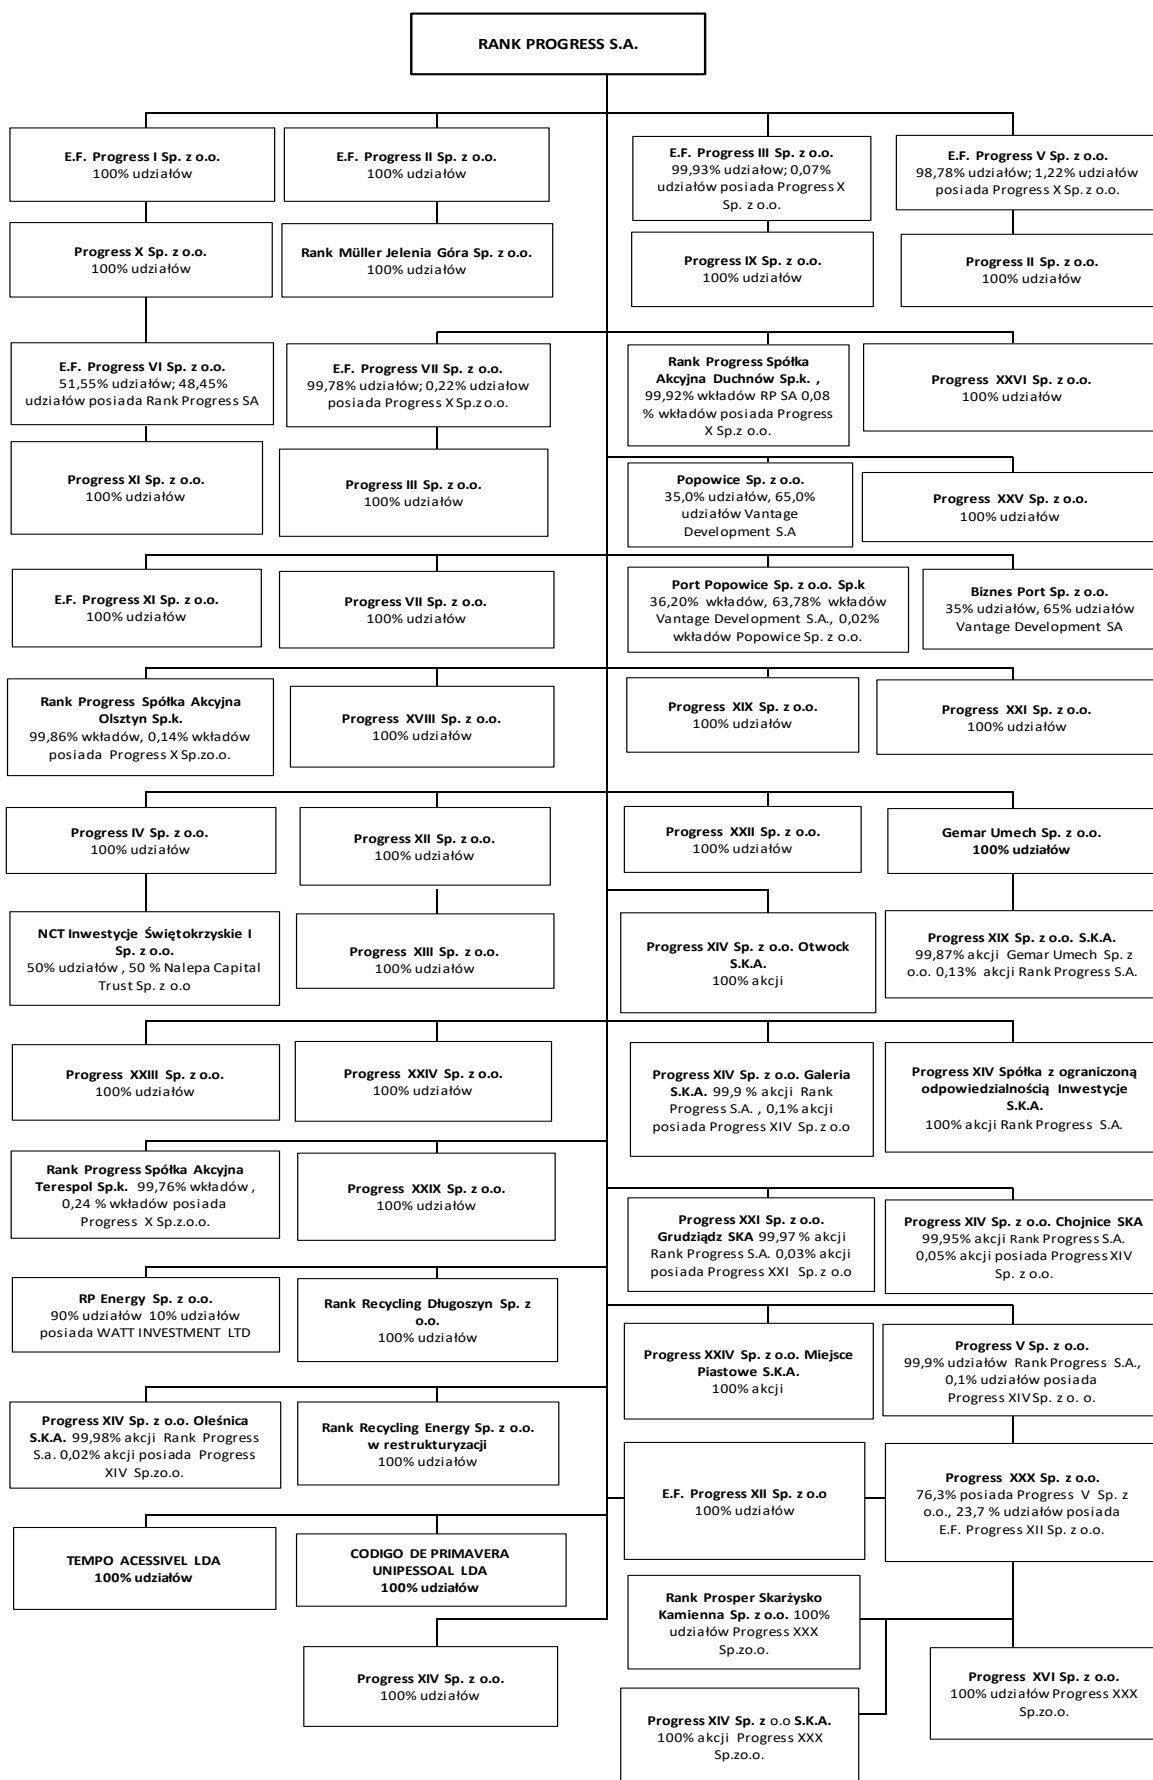 RANK PROGRESS S.A.
E.F. Progress I Sp. z o.o.
100% udziałów
E.F. Progress II Sp. z o.o.
100% udziałów
E.F. Progress III Sp. z o.o.
99,93% udziałow; 0,07%
udziałów posiada Progress X
Sp. z o.o.
E.F. Progress V Sp. z o.o.
98,78% udziałów; 1,22% udziałów
posiada Progress X Sp. z o.o.
Progress X Sp. z o.o.
100% udziałów
Rank Müller Jelenia Góra Sp. z o.o.
100% udziałów
Progress IX Sp. z o.o.
100% udziałów
Progress II Sp. z o.o.
100% udziałów
E.F. Progress VI Sp. z o.o.
51,55% udziałów; 48,45%
udziałów posiada Rank Progress SA
E.F. Progress VII Sp. z o.o.
99,78% udziałów; 0,22% udziałow
posiada Progress X Sp.z o.o.
Rank Progress Spółka
Akcyjna Duchnów Sp.k. ,
99,92% wkładów RP SA 0,08
% wkładów posiada Progress
X Sp.z o.o.
Progress XXVI Sp. z o.o.
100% udziałów
Progress XI Sp. z o.o.
100% udziałów
Progress III Sp. z o.o.
100% udziałów
Popowice Sp. z o.o.
35,0% udziałów, 65,0%
udziałów Vantage
Development S.A
Progress XXV Sp. z o.o.
100% udziałów
E.F. Progress XI Sp. z o.o.
100% udziałów
Progress VII Sp. z o.o.
100% udziałów
Port Popowice Sp. z o.o. Sp.k
36,20% wkładów, 63,78% wkładów
Vantage Development S.A., 0,02%
wkładów Popowice Sp. z o.o.
Biznes Port Sp. z o.o.
35% udziałów, 65% udziałów
Vantage Development SA
Rank Progress Spółka Akcyjna
Olsztyn Sp.k.
99,86% wkładów, 0,14% wkładów
posiada Progress X Sp.zo.o.
Progress XVIII Sp. z o.o.
100% udziałów
Progress XIX Sp. z o.o.
100% udziałów
Progress XXI Sp. z o.o.
100% udziałów
Progress IV Sp. z o.o.
100% udziałów
Progress XII Sp. z o.o.
100% udziałów
Progress XXII Sp. z o.o.
100% udziałów
Gemar Umech Sp. z o.o.
100% udziałów
NCT Inwestycje Świętokrzyskie I
Sp. z o.o.
50% udziałów , 50 % Nalepa Capital
Trust Sp. z o.o
Progress XIII Sp. z o.o.
100% udziałów
Progress XIV Sp. z o.o. Otwock
S.K.A.
100% akcji
Progress XIX Sp. z o.o. S.K.A.
99,87% akcji Gemar Umech Sp. z
o.o. 0,13% akcji Rank Progress S.A.
Progress XXIII Sp. z o.o.
100% udziałów
Progress XXIV Sp. z o.o.
100% udziałów
Progress XIV Sp. z o.o. Galeria
S.K.A. 99,9 % akcji Rank
Progress S.A. , 0,1% akcji
posiada Progress XIV Sp. z o.o
Progress XIV Spółka z ograniczoną
odpowiedzialnością Inwestycje
S.K.A.
100% akcji Rank Progress S.A.
Rank Progress Spółka Akcyjna
Terespol Sp.k. 99,76% wkładów ,
0,24 % wkładów posiada
Progress X Sp.z.o.o.
Progress XXIX Sp. z o.o.
100% udziałów
Progress XXI Sp. z o.o.
Grudziądz SKA 99,97 % akcji
Rank Progress S.A. 0,03% akcji
posiada Progress XXI Sp. z o.o
Progress XIV Sp. z o.o. Chojnice SKA
99,95% akcji Rank Progress S.A.
0,05% akcji posiada Progress XIV
Sp. z o.o.
RP Energy Sp. z o.o.
90% udziałów 10% udziałów
posiada WATT INVESTMENT LTD
Rank Recycling Długoszyn Sp. z
o.o.
100% udziałów
Progress XXIV Sp. z o.o. Miejsce
Piastowe S.K.A.
100% akcji
Progress V Sp. z o.o.
99,9% udziałów Rank Progress S.A.,
0,1% udziałów posiada
Progress XIV Sp. z o. o.
Progress XIV Sp. z o.o. Oleśnica
S.K.A. 99,98% akcji Rank Progress
S.a. 0,02% akcji posiada Progress
XIV Sp.zo.o.
Rank Recycling Energy Sp. z o.o.
w restrukturyzacji
100% udziałów
E.F. Progress XII Sp. z o.o
100% udziałów
Progress XXX Sp. z o.o.
76,3% posiada Progress V Sp. z
o.o., 23,7 % udziałów posiada
E.F. Progress XII Sp. z o.o.
TEMPO ACESSIVEL LDA
100% udziałów
CODIGO DE PRIMAVERA
UNIPESSOAL LDA
100% udziałów
Rank Prosper Skarżysko
Kamienna Sp. z o.o. 100%
udziałów Progress XXX
Sp.zo.o.
Progress XIV Sp. z o.o.
100% udziałów
Progress XVI Sp. z o.o.
100% udziałów Progress XXX
Sp.zo.o.
Progress XIV Sp. z o.o S.K.A.
100% akcji Progress XXX
Sp.zo.o.